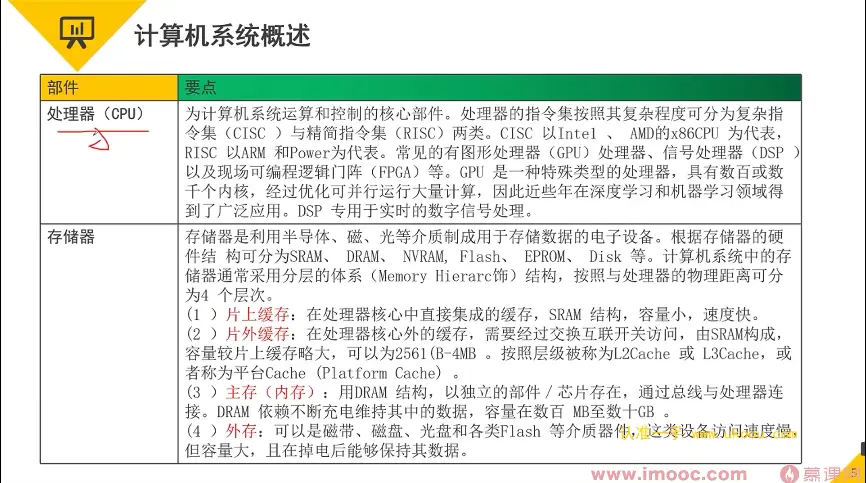 计算机系统概述
部件
要点
处理器（CPU）
为计算机系统运算和控制的核心部件。处理器的指令集按照其复杂程度可分为复杂指
令集（CISC ）与精简指令集（RISC）两类。CISC 以Intel 、 AMD的x86CPU 为代表，
RISC 以ARM 和Power为代表。常见的有图形处理器（GPU）处理器、信号处理器（DSP ）
以及现场可编程逻辑门阵（FPGA）等。GPU 是一种特殊类型的处理器，具有数百或数
千个内核，经过优化可并行运行大量计算，因此近些年在深度学习和机器学习领域得
到了广泛应用。DSP 专用于实时的数字信号处理。
存储器
存储器是利用半导体、磁、光等介质制成用于存储数据的电子设备。根据存储器的硬
件结 构可分为SRAM、 DRAM、 NVRAM, Flash、 EPROM、 Disk 等。计算机系统中的存
储器通常采用分层的体系（Memory Hierarc饰）结构，按照与处理器的物理距离可分
为4 个层次。
(1 ）片上缓存：在处理器核心中直接集成的缓存，SRAM 结构，容量小，速度快。
(2 ）片外缓存：在处理器核心外的缓存，需要经过交换互联开关访问，由SRAM构成，
容量较片上缓存略大，可以为2561(B-4MB 。按照层级被称为L2Cache 或 L3Cache，或
者称为平台Cache (Platform Cache) 。
(3 ）主存（内存）：用DRAM 结构，以独立的部件／芯片存在，通过总线与处理器连
接。DRAM 依赖不断充电维持其中的数据，容量在数百 MB至数十GB 。
(4 ）外存：可以是磁带、磁盘、光盘和各类Flash 等介质器件，这类设备访问速度慢
但容量大，且在掉电后能够保持其数据。
www.imooc.com
慕课
5